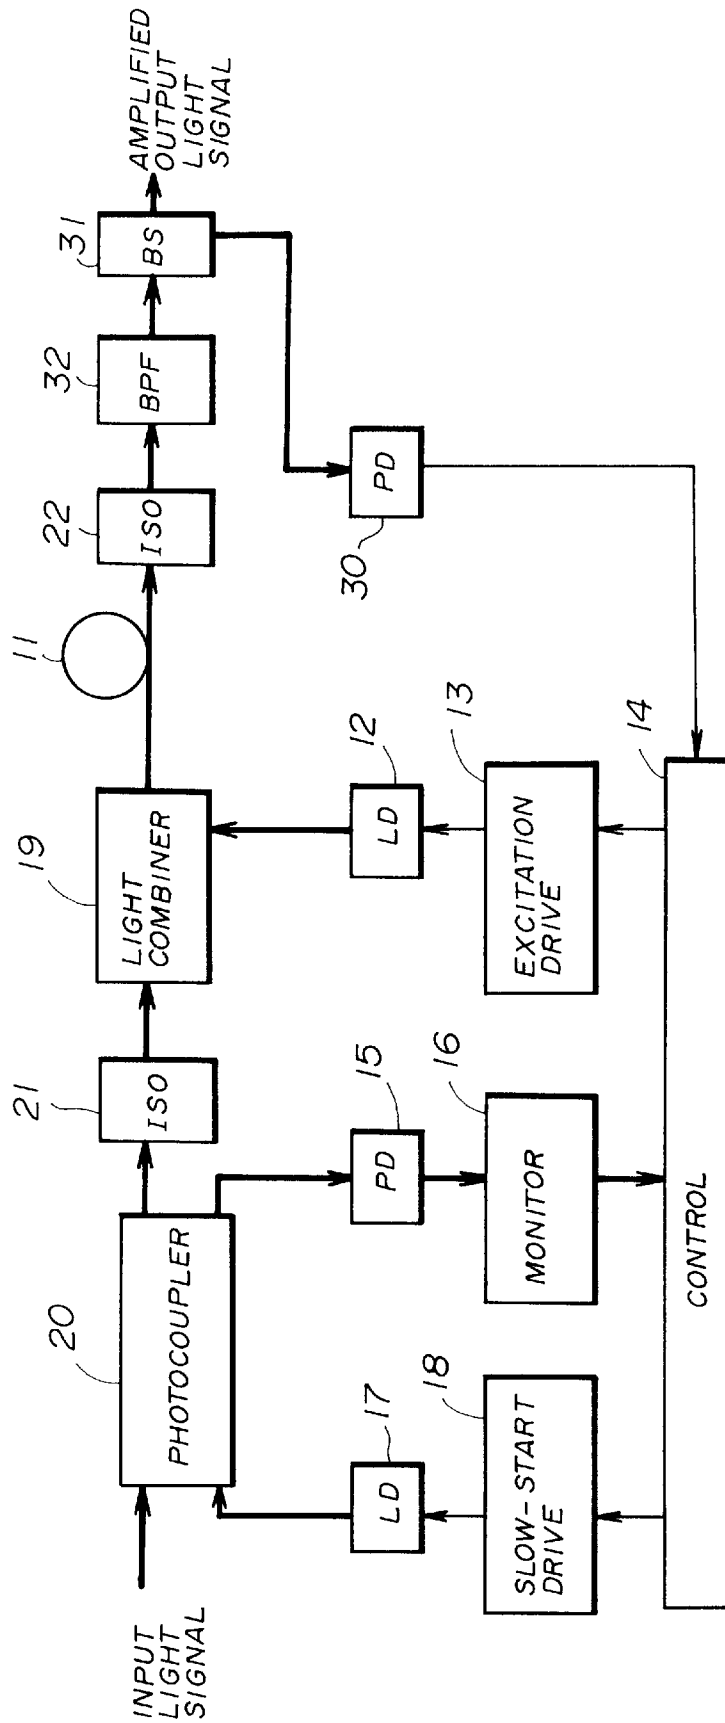 INPUT
LIGHT
SIGNAL
20
PHOTOCOUPLER
21
ISO
19
LIGHT
COMBINER
11
22
ISO
32
BPF
31
BS
AMPLIFIED
OUTPUT
LIGHT
SIGNAL
17
LD
15
PD
12
LD
30
PD
18
SLOW-START
DRIVE
16
MONITOR
13
EXCITATION
DRIVE
14
CONTROL